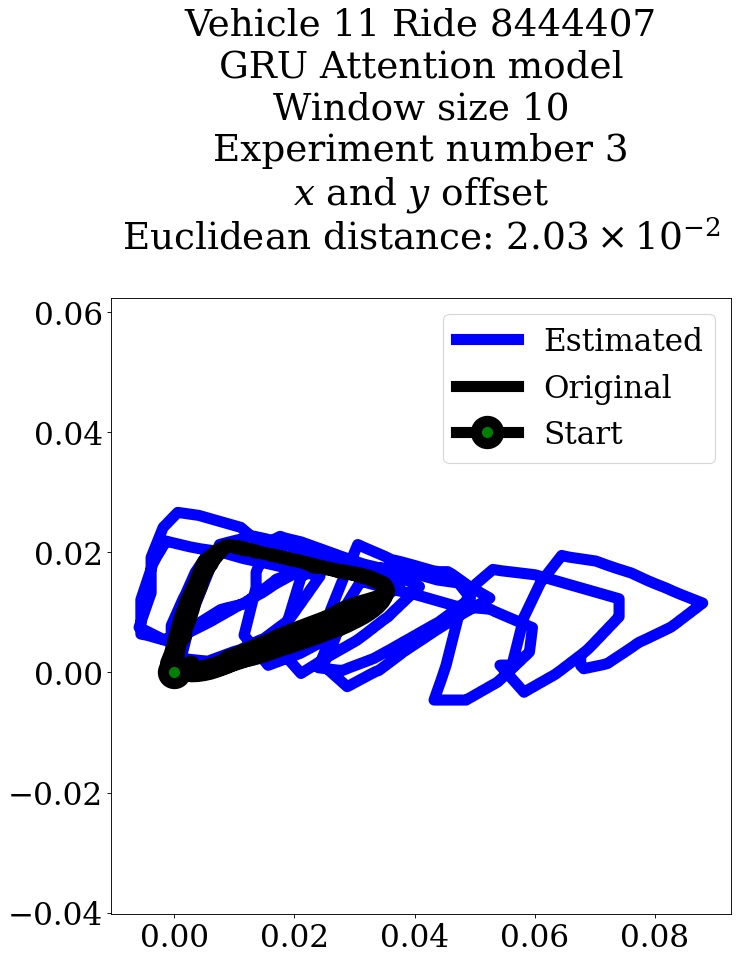 Vehicle 11 Ride 8444407
GRU Attention model
Window size 10
Experiment number 3
x and y offset
Euclidean distance: 2.03 × 10⁻²
Estimated
Original
Start
0.06
0.04
0.02
0.00
−0.02
−0.04
0.00 0.02 0.04 0.06 0.08